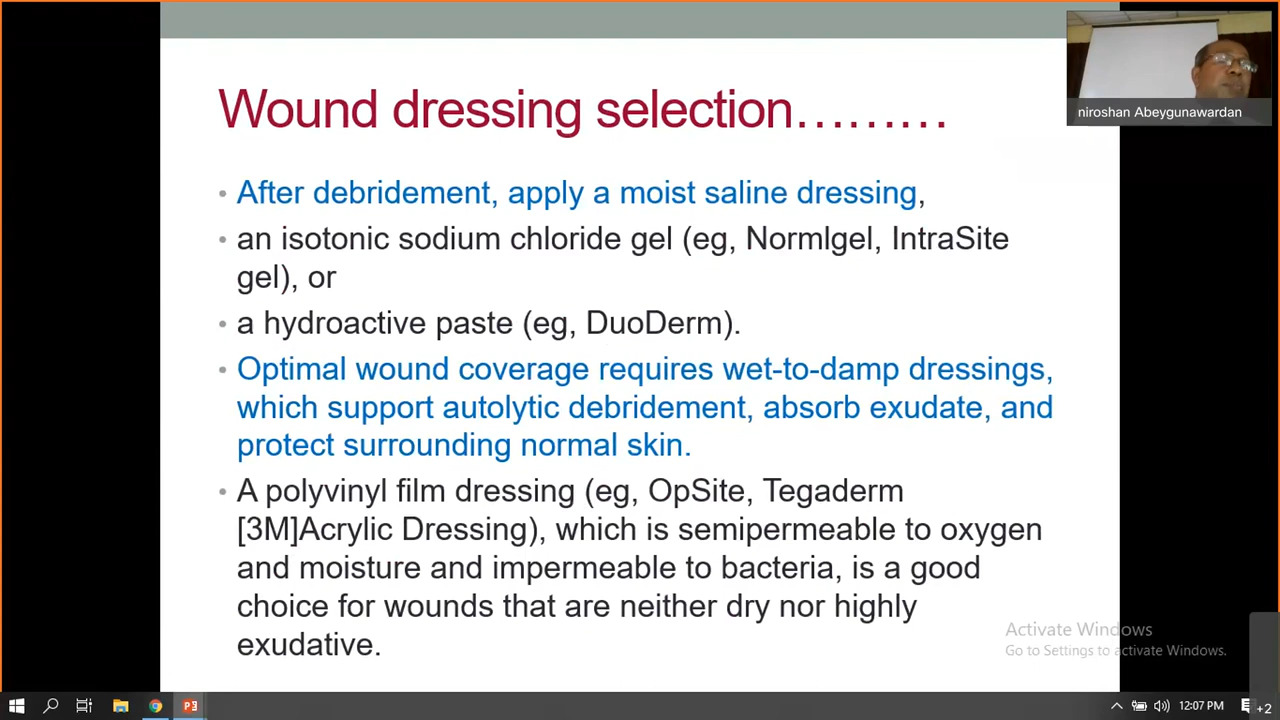 Wound dressing selection………
niroshan Abeygunawardan
• After debridement, apply a moist saline dressing,
• an isotonic sodium chloride gel (eg, Normlgel, IntraSite
gel), or
• a hydroactive paste (eg, DuoDerm).
• Optimal wound coverage requires wet-to-damp dressings,
which support autolytic debridement, absorb exudate, and
protect surrounding normal skin.
• A polyvinyl film dressing (eg, OpSite, Tegaderm
[3M]Acrylic Dressing), which is semipermeable to oxygen
and moisture and impermeable to bacteria, is a good
choice for wounds that are neither dry nor highly
exudative.
Activate Windows
Go to Settings to activate Windows.
12:07 PM
+2